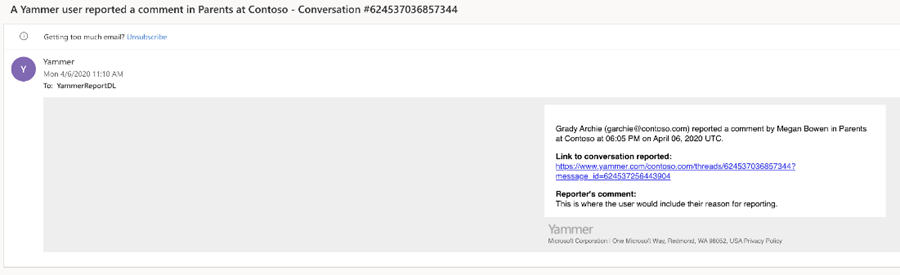 A Yammer user reported a comment in Parents at Contoso - Conversation #624537036857344
Getting too much email? Unsubscribe
Y
Yammer
Mon 4/6/2020 11:10 AM
To: YammerReportDL
Grady Archie (garchie@contoso.com) reported a comment by Megan Bowen in Parents
at Contoso at 06:05 PM on April 06, 2020 UTC.
Link to conversation reported:
https://www.yammer.com/contoso.com/threads/624537036857344?
message_id=624537256443904
Reporter's comment:
This is where the user would include their reason for reporting.
Yammer
Microsoft Corporation | One Microsoft Way, Redmond, WA 98052, USA Privacy Policy